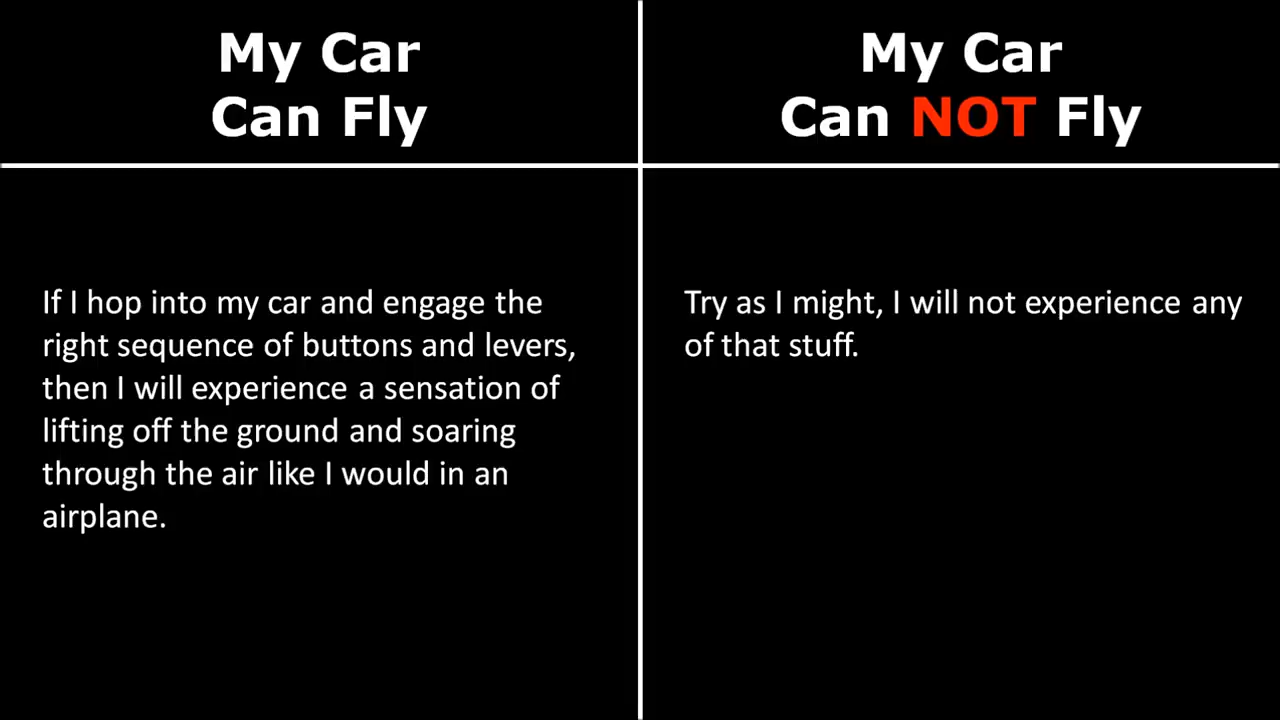 My Car
Can Fly
My Car
Can NOT Fly
If I hop into my car and engage the
right sequence of buttons and levers,
then I will experience a sensation of
lifting off the ground and soaring
through the air like I would in an
airplane.
Try as I might, I will not experience any
of that stuff.